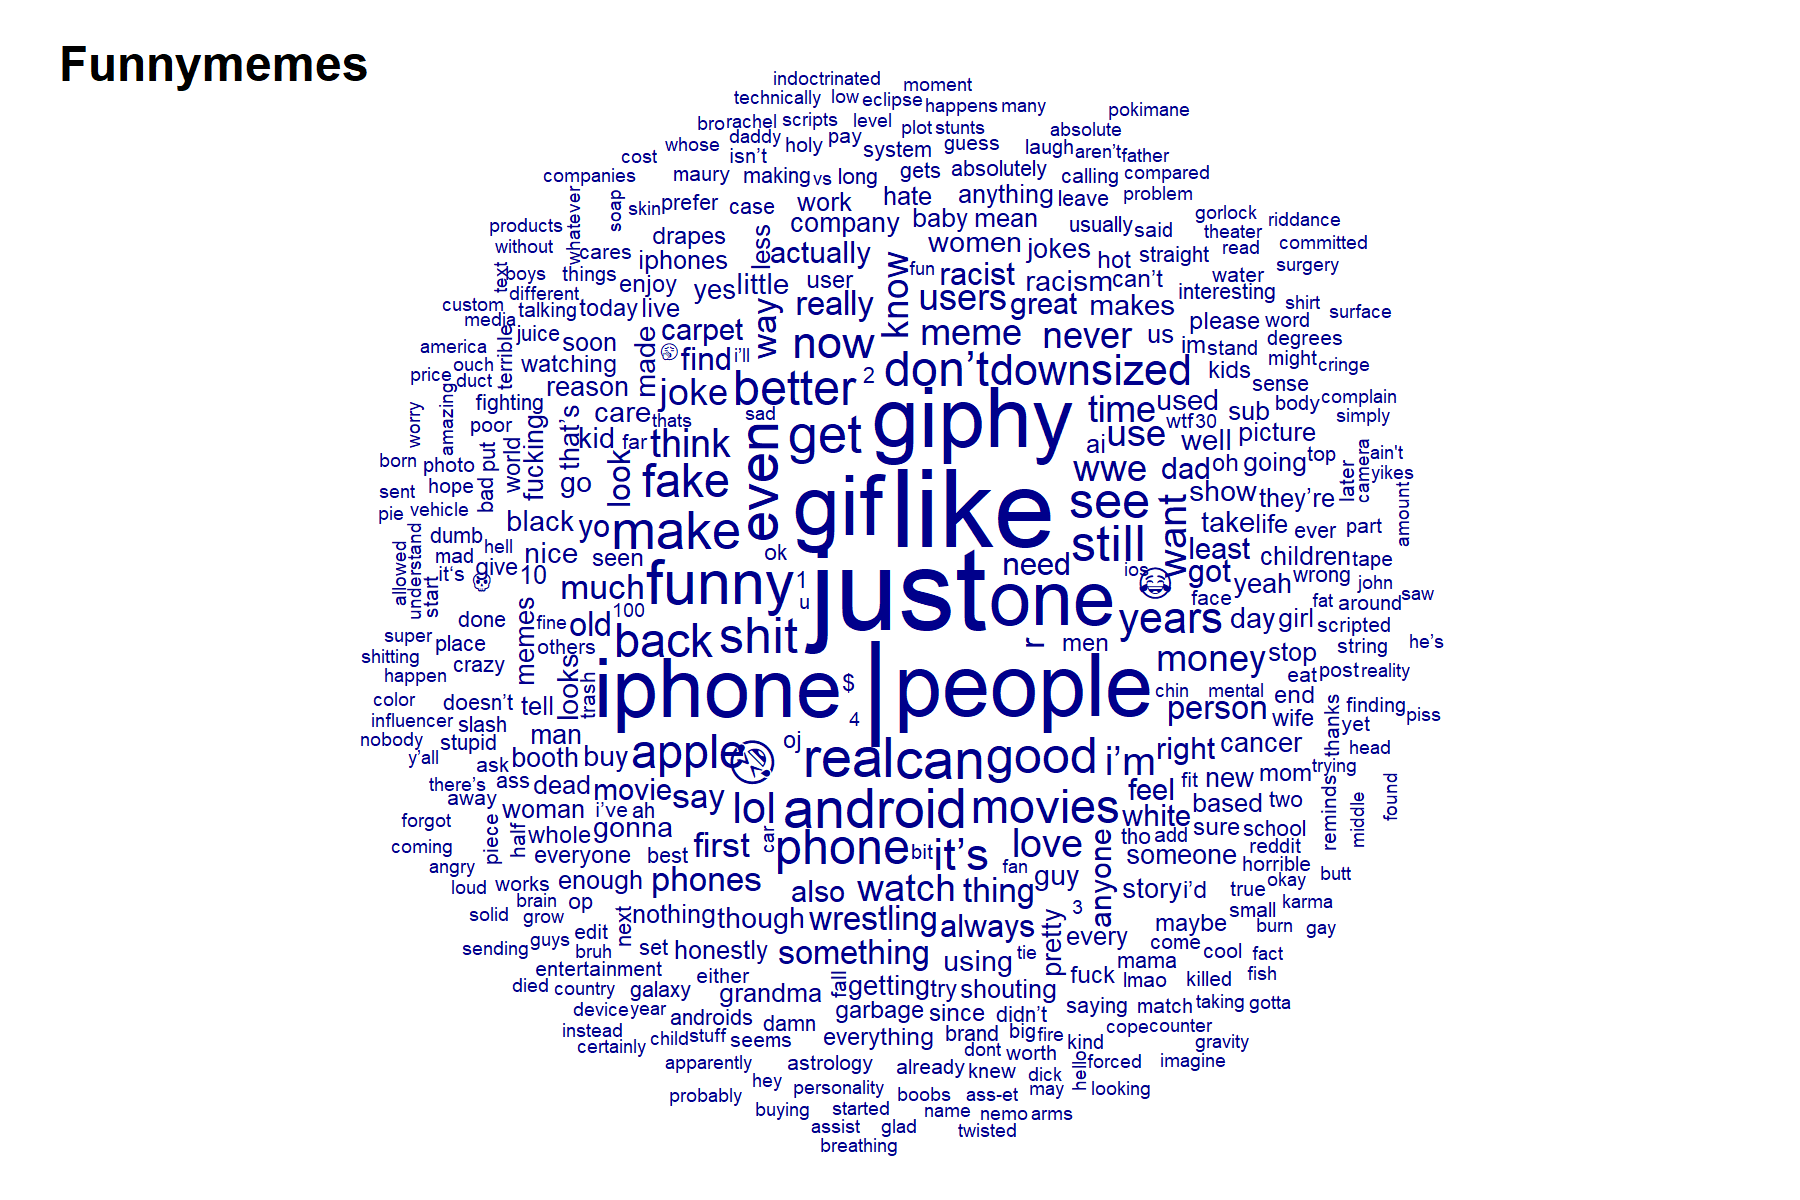 Funnymemes
indoctrinated moment
technically low eclipse happens many pokimane
bro rachel scripts level plot stunts absolute
whose daddy holy pay system guess laugh aren't father
cost isn't
companies maury making vs long gets absolutely calling compared
whatever soap skin prefer case work hate anything leave problem
products drapes company baby mean usually said gorlock theater riddance
without cares iphones less actually women jokes hot straight read committed
text boys things enjoy yes little user know fun racist racism can't water surgery
custom different talking today live way really users great makes interesting shirt surface
media juice soon made carpet now meme never us please word degrees
america terrible watching 😂 find i'll don't downsized im stand might cringe
price ouch duct reason joke better 2 kids sense
worry amazing fighting that's care thats sad get giphy time used sub body complain simply
poor fucking kid far think even ai use wtf 30 well picture
born photo put world look wwe dad oh going top later camera ain't yikes
sent hope bad go fake gif like see want show they're amount
pie vehicle black yo make still take life ever part
allowed understand dumb hell nice seen ok need least children tape
mad it's give 10 much funny 1 just one ios 😂 got yeah wrong john
start 100 u face fat around saw
super done memes fine old back shit r men years day girl scripted he's
shitting place others money stop string
happen crazy looks trash iphone $ | people chin mental eat post reality
color doesn't tell 4 person end thanks finding piss
influencer slash man wife yet
nobody stupid booth buy apple 🤣 oj real can good i'm right cancer head
y'all ask
there's ass dead movie say lol android movies feel fit new mom trying
away woman i've ah white based two reminds middle found
forgot piece half whole gonna first car phone bit it's love anyone tho add sure school
coming everyone best someone reddit
angry horrible
loud works enough phones also watch thing fan guy story i'd true okay butt
brain op
solid grow next nothing though wrestling always pretty 3 small karma
sending guys edit set honestly something using tie every maybe burn gay
bruh come cool fact
entertainment either fall getting try shouting fuck mama
died country galaxy grandma lmao killed fish
device year androids damn garbage since didn't saying match taking gotta
instead child stuff seems everything brand big fire kind cope counter
certainly dont worth gravity
apparently astrology already knew hello forced imagine
hey personality dick
probably boobs ass-et may looking
buying started name nemo arms
assist glad twisted
breathing